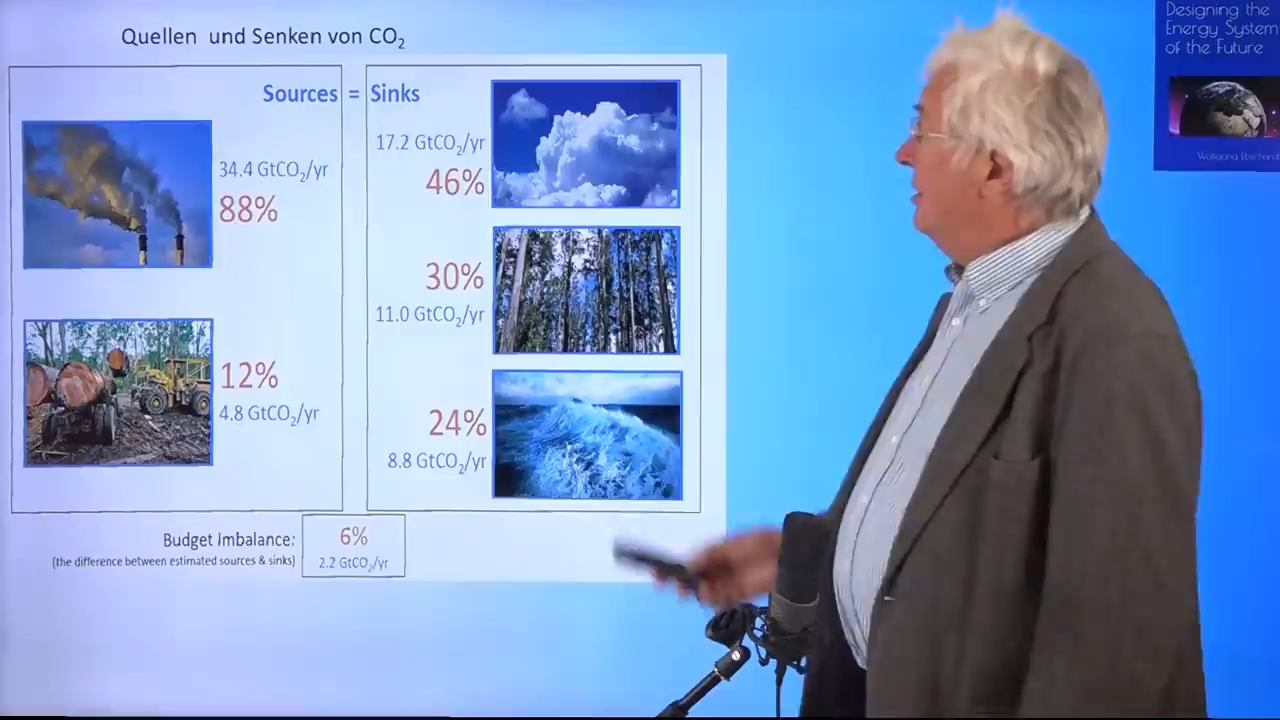 Quellen und Senken von CO₂
Sources = Sinks
34.4 GtCO₂/yr
88%
12%
4.8 GtCO₂/yr
17.2 GtCO₂/yr
46%
30%
11.0 GtCO₂/yr
24%
8.8 GtCO₂/yr
Budget Imbalance:
(the difference between estimated sources & sinks)
6%
2.2 GtCO₂/yr
Designing the
Energy System
of the Future
Wolfgang Eberhardt